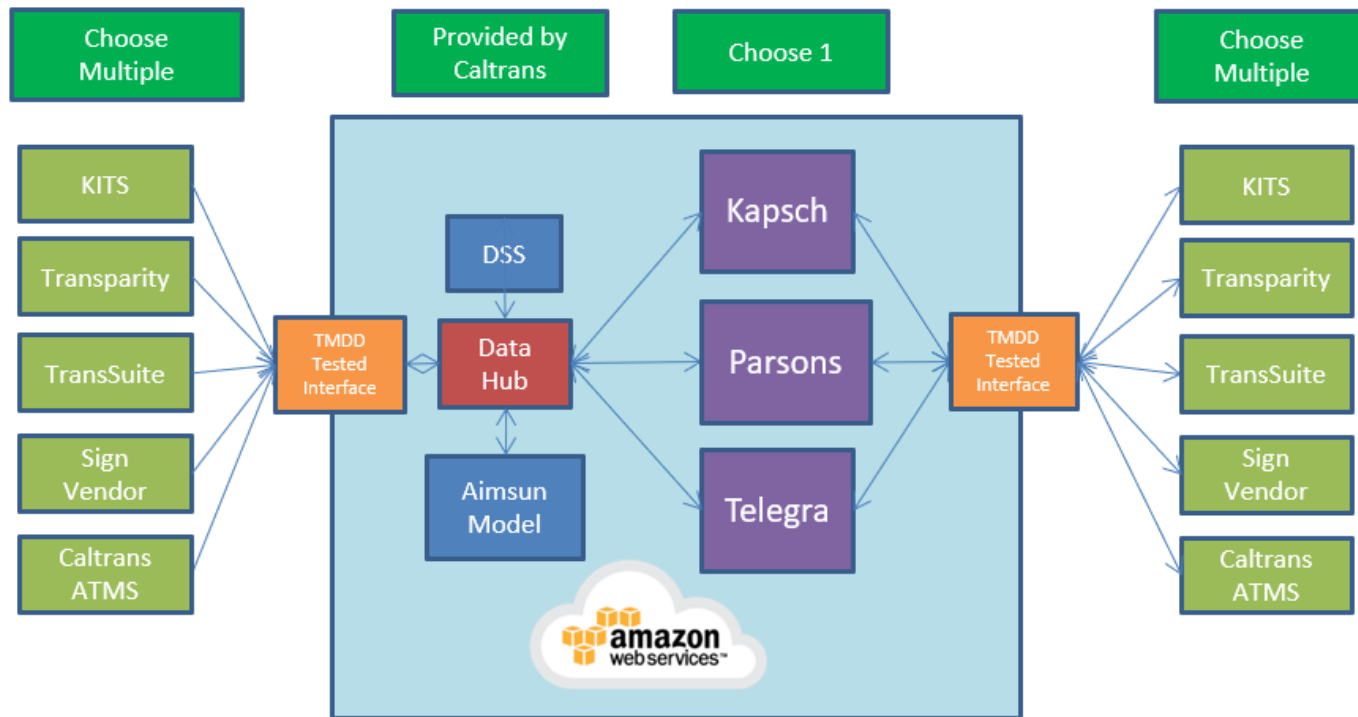 Choose
Multiple
Provided by
Caltrans
Choose 1
Choose
Multiple
KITS
Transparity
TransSuite
Sign
Vendor
Caltrans
ATMS
TMDD
Tested
Interface
DSS
Data
Hub
Aimsun
Model
Kapsch
Parsons
Telegra
TMDD
Tested
Interface
KITS
Transparity
TransSuite
Sign
Vendor
Caltrans
ATMS
amazon
webservices™